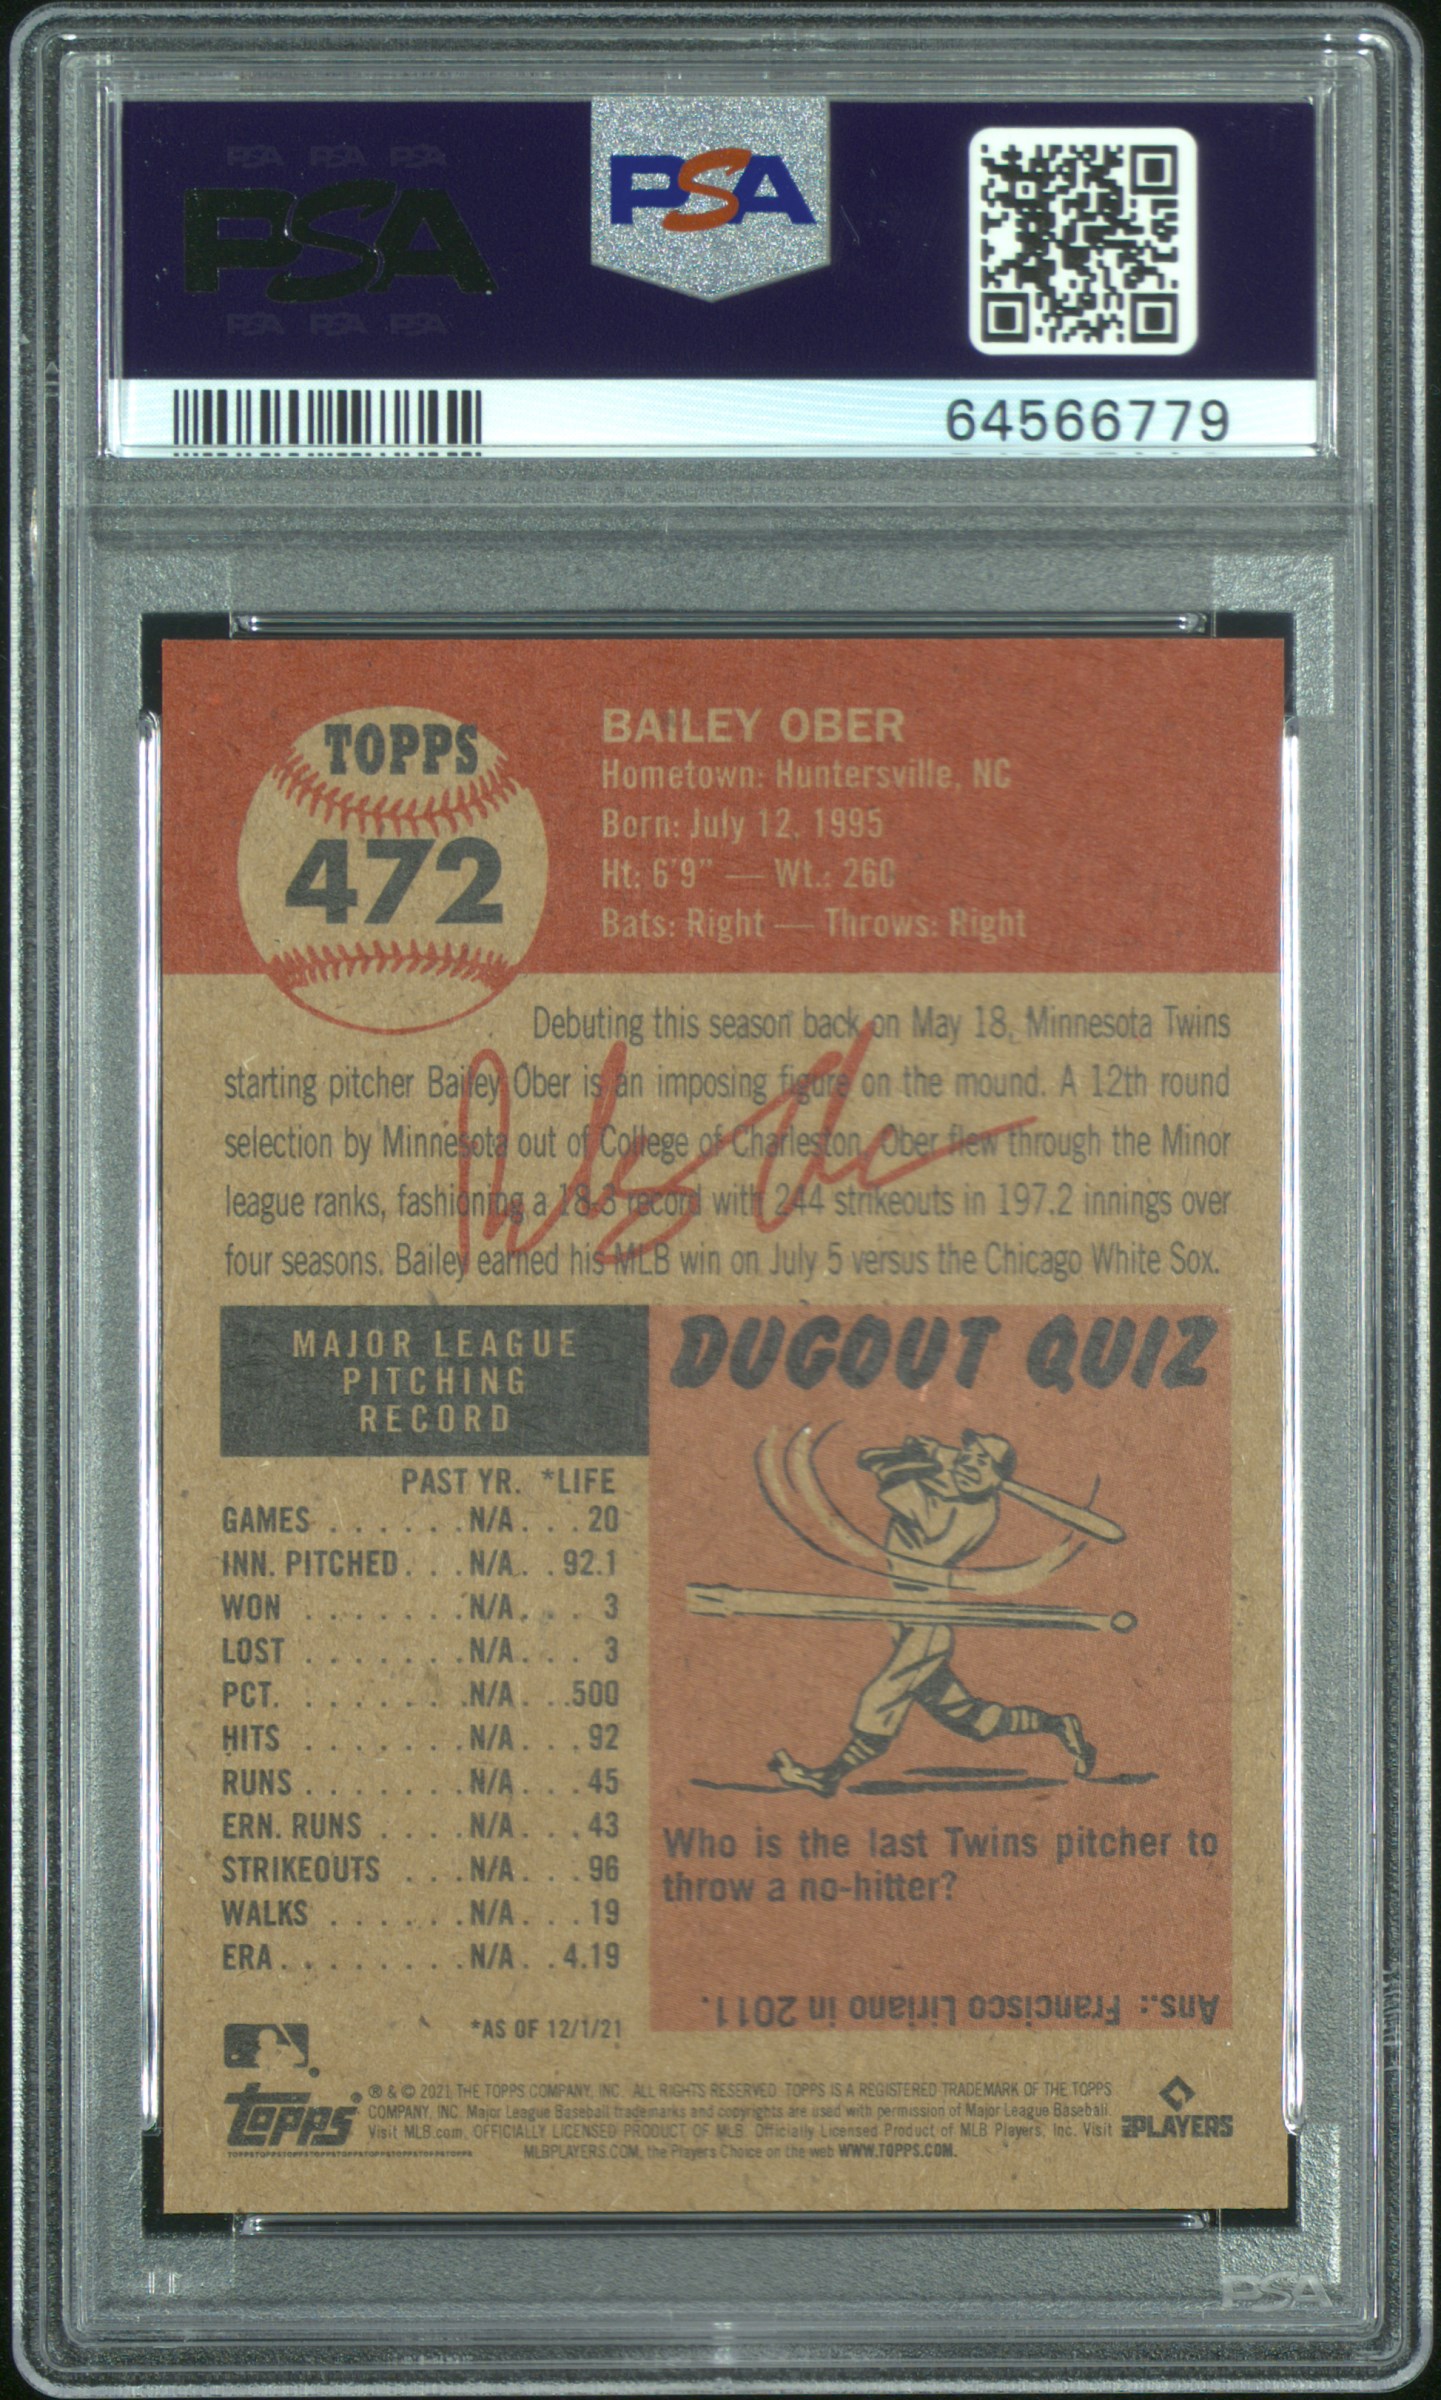 PSA PSA PSA
PSA
PSA PSA PSA
PSA
64566779
TOPPS
472
BAILEY OBER
Hometown: Huntersville, NC
Born: July 12, 1995
Ht: 6'9" — Wt.: 260
Bats: Right — Throws: Right
Debuting this season back on May 18, Minnesota Twins
starting pitcher Bailey Ober is an imposing figure on the mound. A 12th round
selection by Minnesota out of College of Charleston, Ober flew through the Minor
league ranks, fashioning a 18-3 record with 244 strikeouts in 197.2 innings over
four seasons. Bailey earned his MLB win on July 5 versus the Chicago White Sox.
MAJOR LEAGUE
PITCHING
RECORD
PAST YR. *LIFE
GAMES . . . . . . N/A . . . 20
INN. PITCHED . . . N/A . . 92.1
WON . . . . . . . N/A . . . 3
LOST . . . . . . . N/A . . . 3
PCT. . . . . . . . N/A . . .500
HITS . . . . . . . N/A . . . 92
RUNS . . . . . . . N/A . . . 45
ERN. RUNS . . . . N/A . . . 43
STRIKEOUTS . . . N/A . . . 96
WALKS . . . . . . N/A . . . 19
ERA . . . . . . . . N/A . . 4.19
*AS OF 12/1/21
DUGOUT QUIZ
Who is the last Twins pitcher to
throw a no-hitter?
Ans.: Francisco Liriano in 2011.
topps
® & © 2021 THE TOPPS COMPANY, INC. ALL RIGHTS RESERVED. TOPPS IS A REGISTERED TRADEMARK OF THE TOPPS
COMPANY, INC. Major League Baseball trademarks and copyrights are used with permission of Major League Baseball.
Visit MLB.com. OFFICIALLY LICENSED PRODUCT OF MLB. Officially Licensed Product of MLB Players, Inc. Visit
MLBPLAYERS.COM, the Players Choice on the web WWW.TOPPS.COM.
PLAYERS
PSA